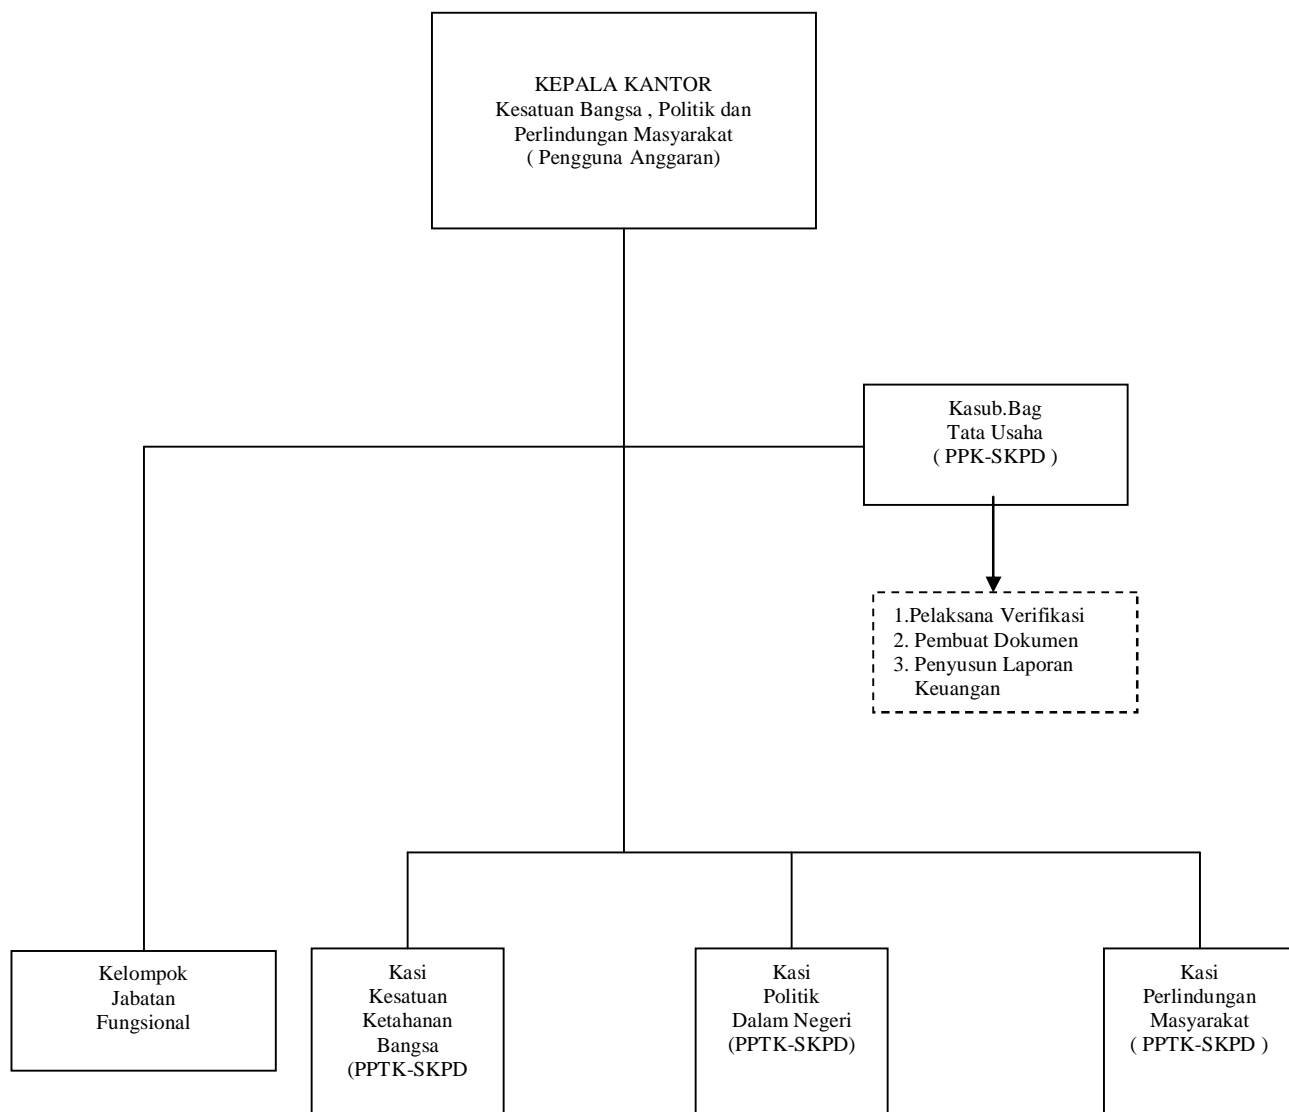 KEPALA KANTOR
Kesatuan Bangsa , Politik dan
Perlindungan Masyarakat
( Pengguna Anggaran)
Kasub.Bag
Tata Usaha
( PPK-SKPD )
1.Pelaksana Verifikasi
2. Pembuat Dokumen
3. Penyusun Laporan
Keuangan
Kelompok
Jabatan
Fungsional
Kasi
Kesatuan
Ketahanan
Bangsa
(PPTK-SKPD
Kasi
Politik
Dalam Negeri
(PPTK-SKPD)
Kasi
Perlindungan
Masyarakat
( PPTK-SKPD )